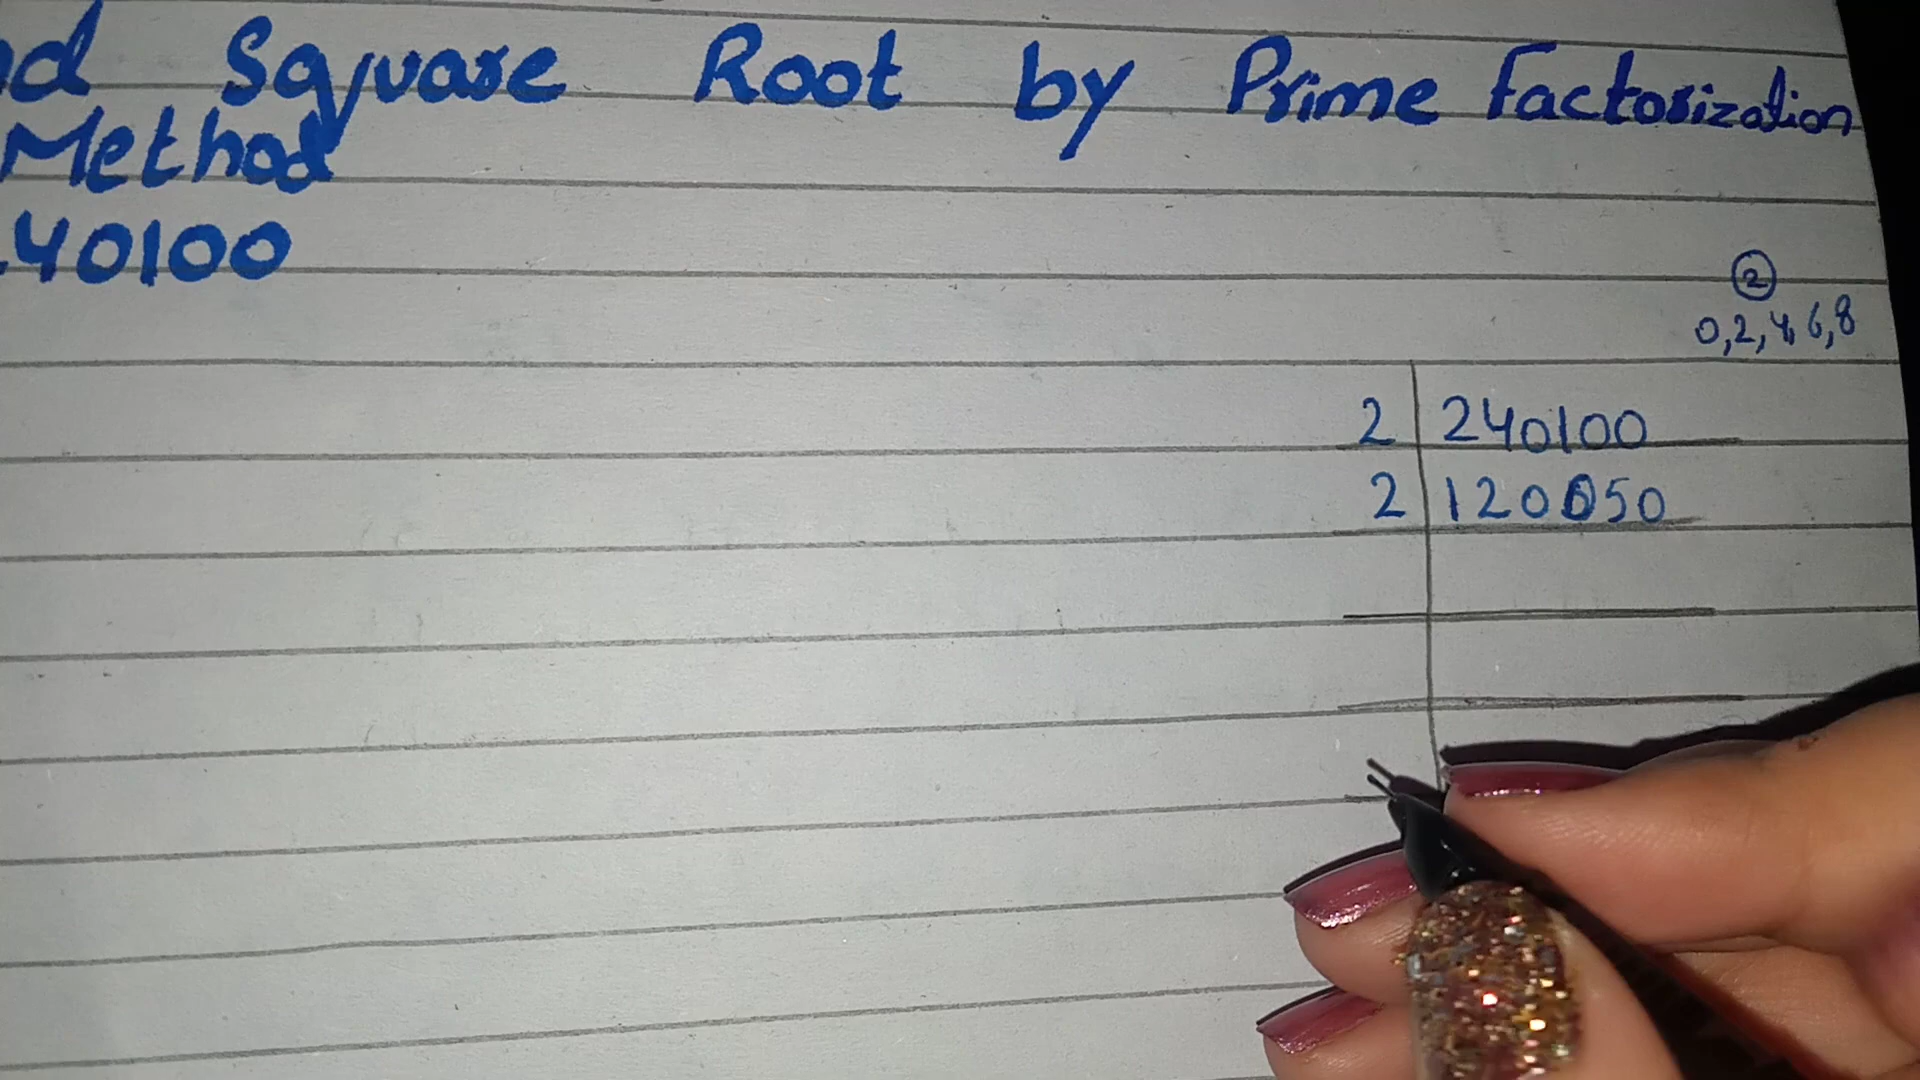 d Square Root by Prime Factorization
Method
.40100
②
0,2,4,6,8
2 240100
2 120050